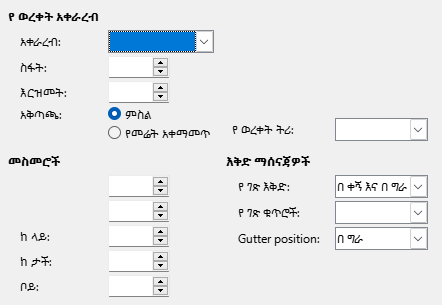 የ ወረቀት አቀራረብ
አቀራረብ:
ስፋት:
እርዝመት:
አቅጣጫ: ምስል
የመሬት አቀማመጥ
የ ወረቀት ትሪ:
መስመሮች
ከ ላይ:
ከ ታች:
ቦይ:
እቅድ ማሰናጃዎች
የ ገጽ እቅድ: በ ቀኝ እና በ ግራ
የ ገጽ ቁጥሮች:
Gutter position: በ ግራ